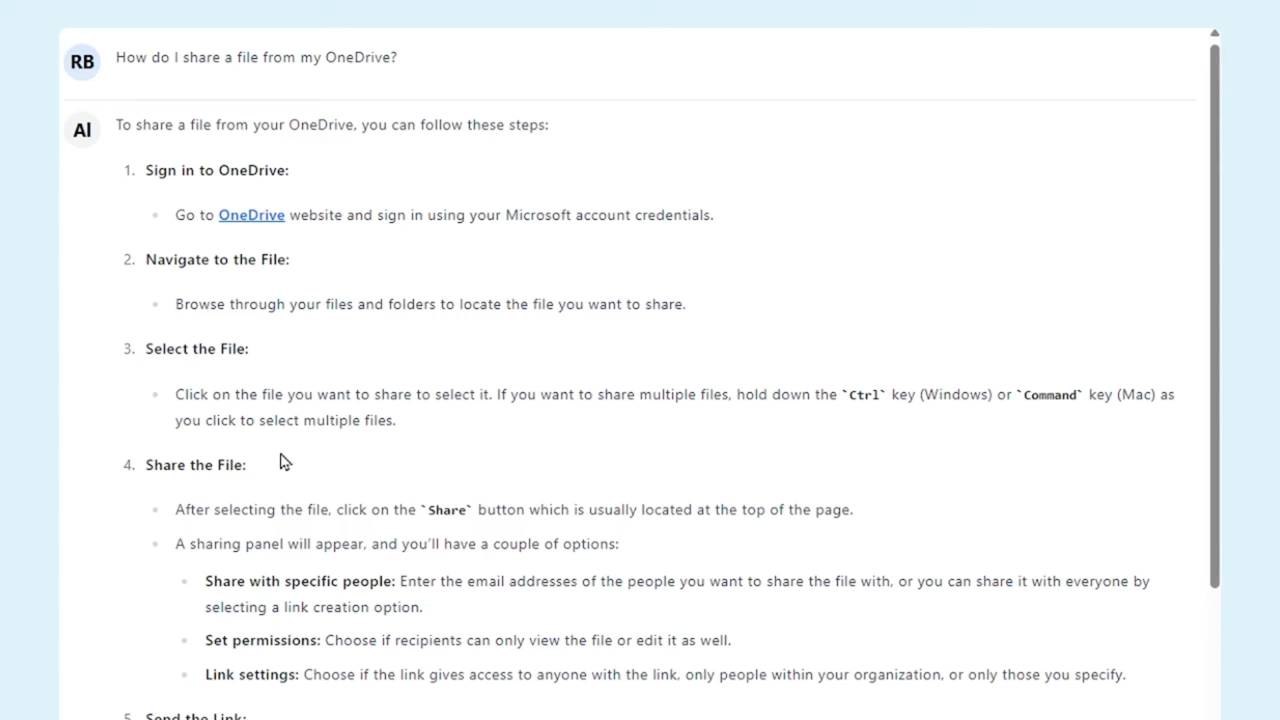 RB
How do I share a file from my OneDrive?
AI
To share a file from your OneDrive, you can follow these steps:
1. Sign in to OneDrive:
Go to OneDrive website and sign in using your Microsoft account credentials.
2. Navigate to the File:
Browse through your files and folders to locate the file you want to share.
3. Select the File:
Click on the file you want to share to select it. If you want to share multiple files, hold down the `Ctrl` key (Windows) or `Command` key (Mac) as
you click to select multiple files.
4. Share the File:
After selecting the file, click on the `Share` button which is usually located at the top of the page.
A sharing panel will appear, and you'll have a couple of options:
Share with specific people: Enter the email addresses of the people you want to share the file with, or you can share it with everyone by
selecting a link creation option.
Set permissions: Choose if recipients can only view the file or edit it as well.
Link settings: Choose if the link gives access to anyone with the link, only people within your organization, or only those you specify.
5. Send the Link: